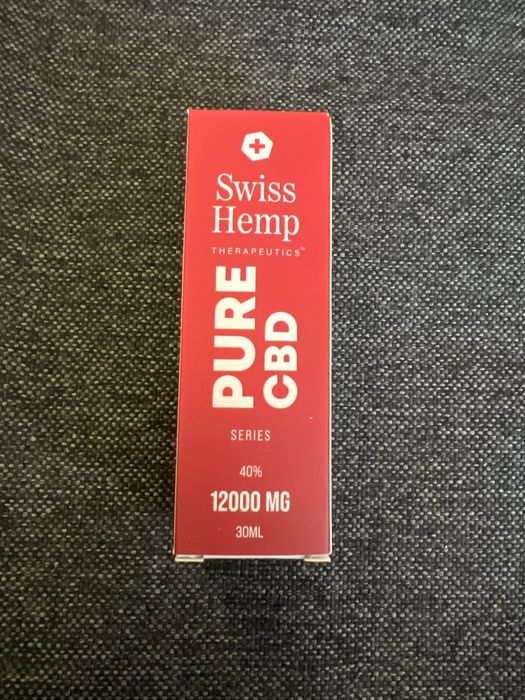 Swiss
Hemp
THERAPEUTICS™
PURE
CBD
SERIES
40%
12000 MG
30ML